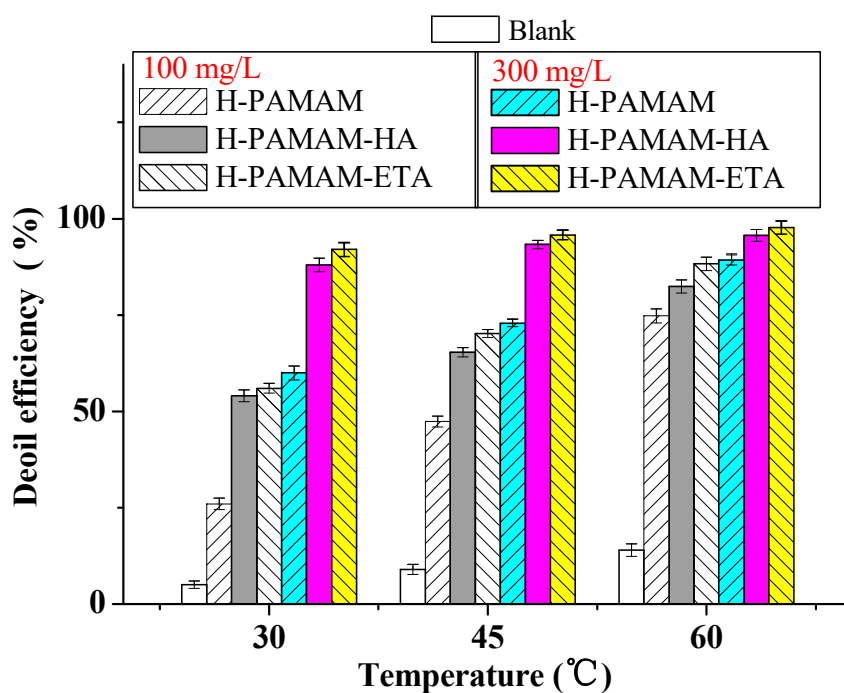 Blank
100 mg/L
H-PAMAM
H-PAMAM-HA
H-PAMAM-ETA
300 mg/L
H-PAMAM
H-PAMAM-HA
H-PAMAM-ETA
Deoil efficiency ( %)
100
50
0
30 45 60
Temperature (℃)